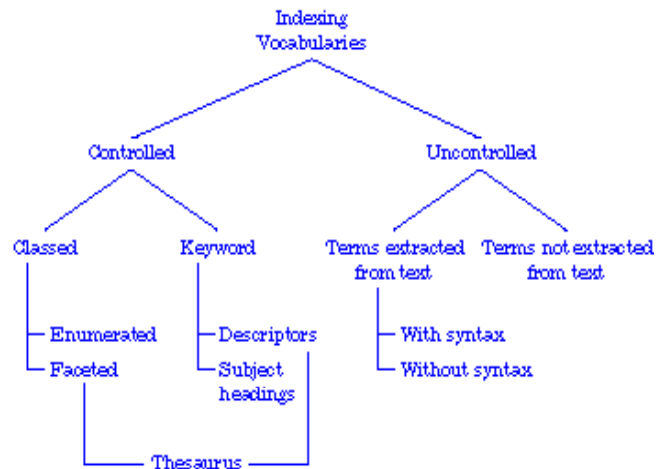 Indexing
Vocabularies
Controlled
Uncontrolled
Classed
Keyword
Terms extracted
from text
Terms not extracted
from text
Enumerated
Faceted
Descriptors
Subject
headings
With syntax
Without syntax
Thesaurus